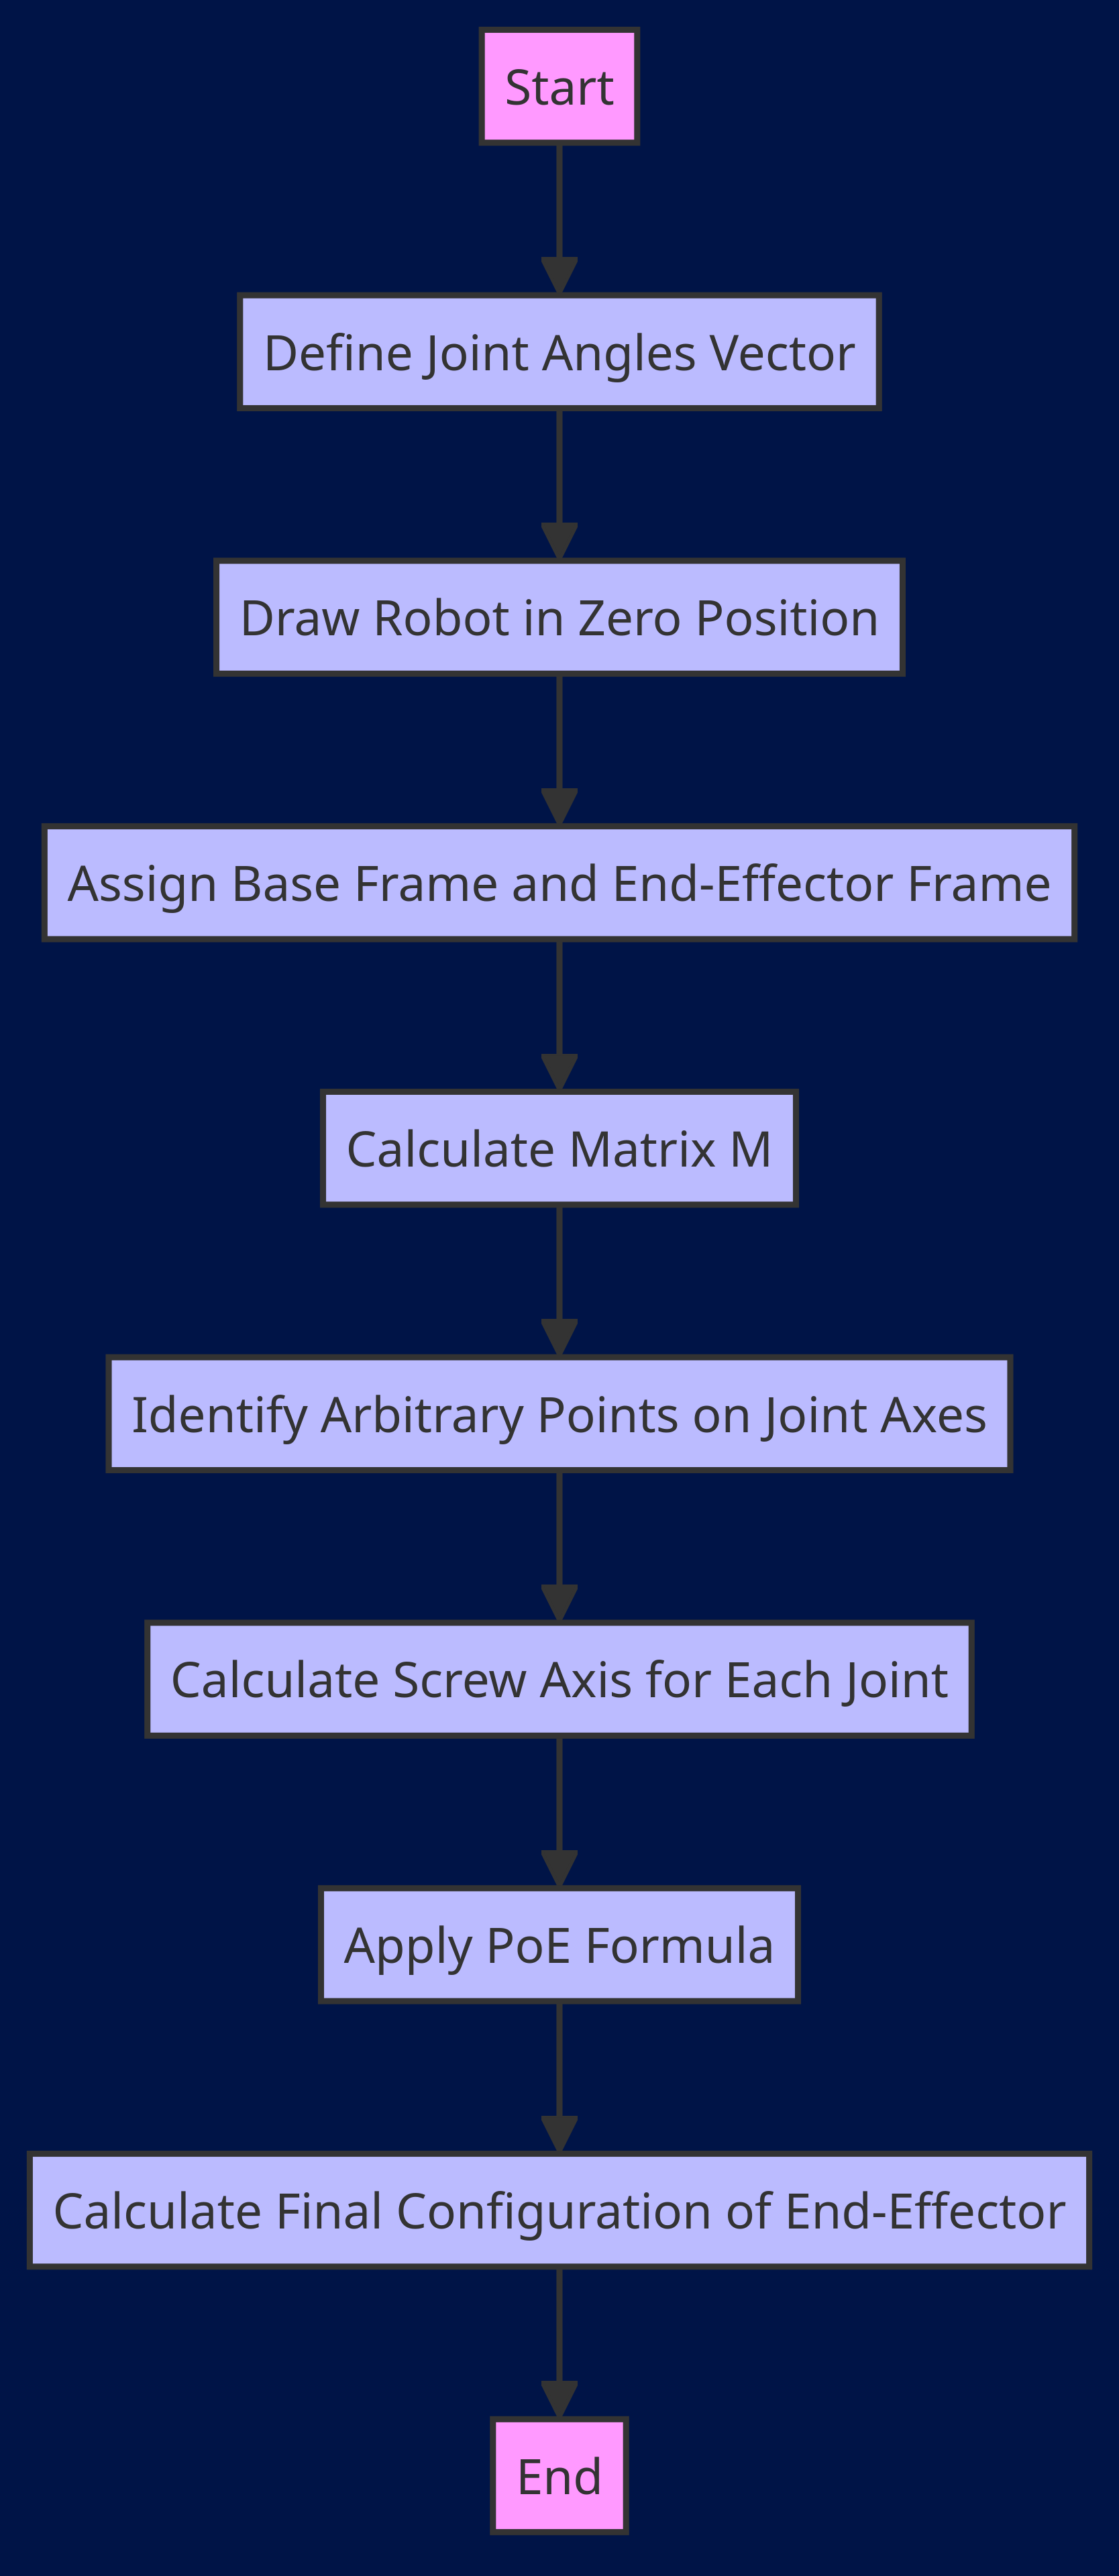 Start
Define Joint Angles Vector
Draw Robot in Zero Position
Assign Base Frame and End-Effector Frame
Calculate Matrix M
Identify Arbitrary Points on Joint Axes
Calculate Screw Axis for Each Joint
Apply PoE Formula
Calculate Final Configuration of End-Effector
End